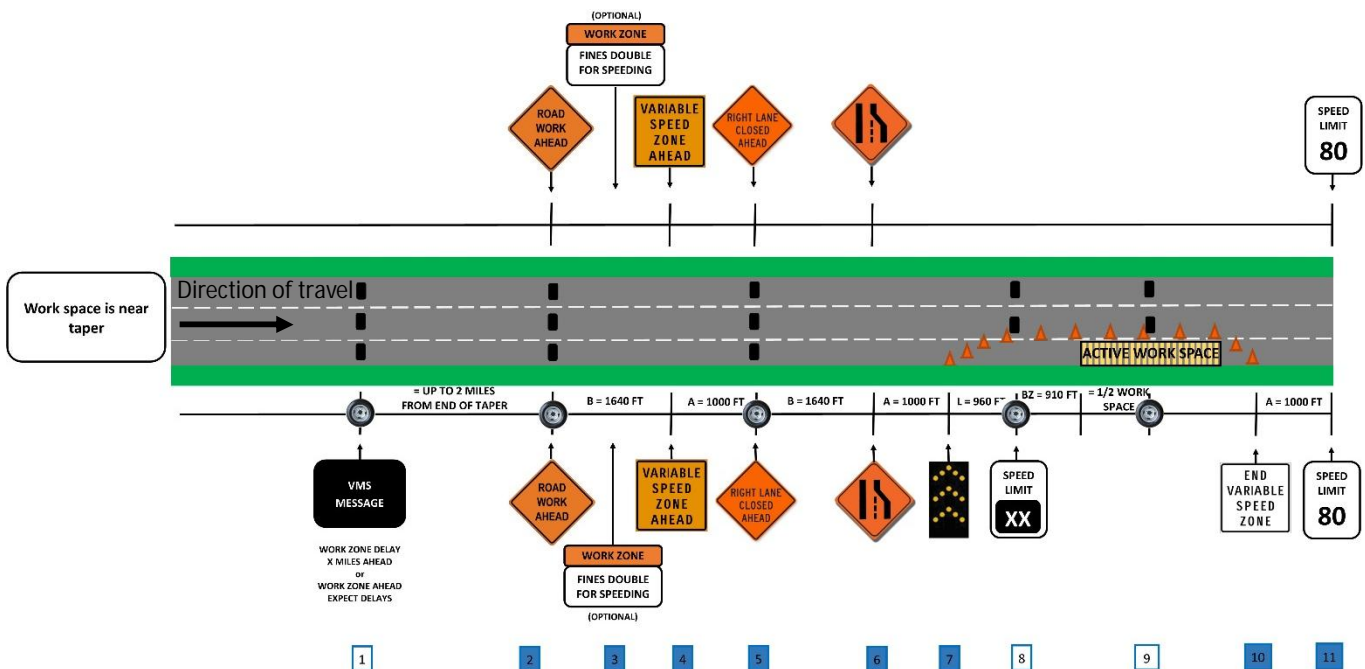 (OPTIONAL)
WORK ZONE
FINES DOUBLE
FOR SPEEDING
ROAD
WORK
AHEAD
VARIABLE
SPEED
ZONE
AHEAD
RIGHT LANE
CLOSED
AHEAD
SPEED
LIMIT
80
Work space is near
taper
Direction of travel
ACTIVE WORK SPACE
= UP TO 2 MILES
FROM END OF TAPER
B = 1640 FT
A = 1000 FT
B = 1640 FT
A = 1000 FT
L = 960 FT
BZ = 910 FT
= 1/2 WORK
SPACE
A = 1000 FT
VMS
MESSAGE
WORK ZONE DELAY
X MILES AHEAD
or
WORK ZONE AHEAD
EXPECT DELAYS
ROAD
WORK
AHEAD
WORK ZONE
FINES DOUBLE
FOR SPEEDING
(OPTIONAL)
VARIABLE
SPEED
ZONE
AHEAD
RIGHT LANE
CLOSED
AHEAD
SPEED
LIMIT
XX
END
VARIABLE
SPEED
ZONE
SPEED
LIMIT
80
1 2 3 4 5 6 7 8 9 10 11